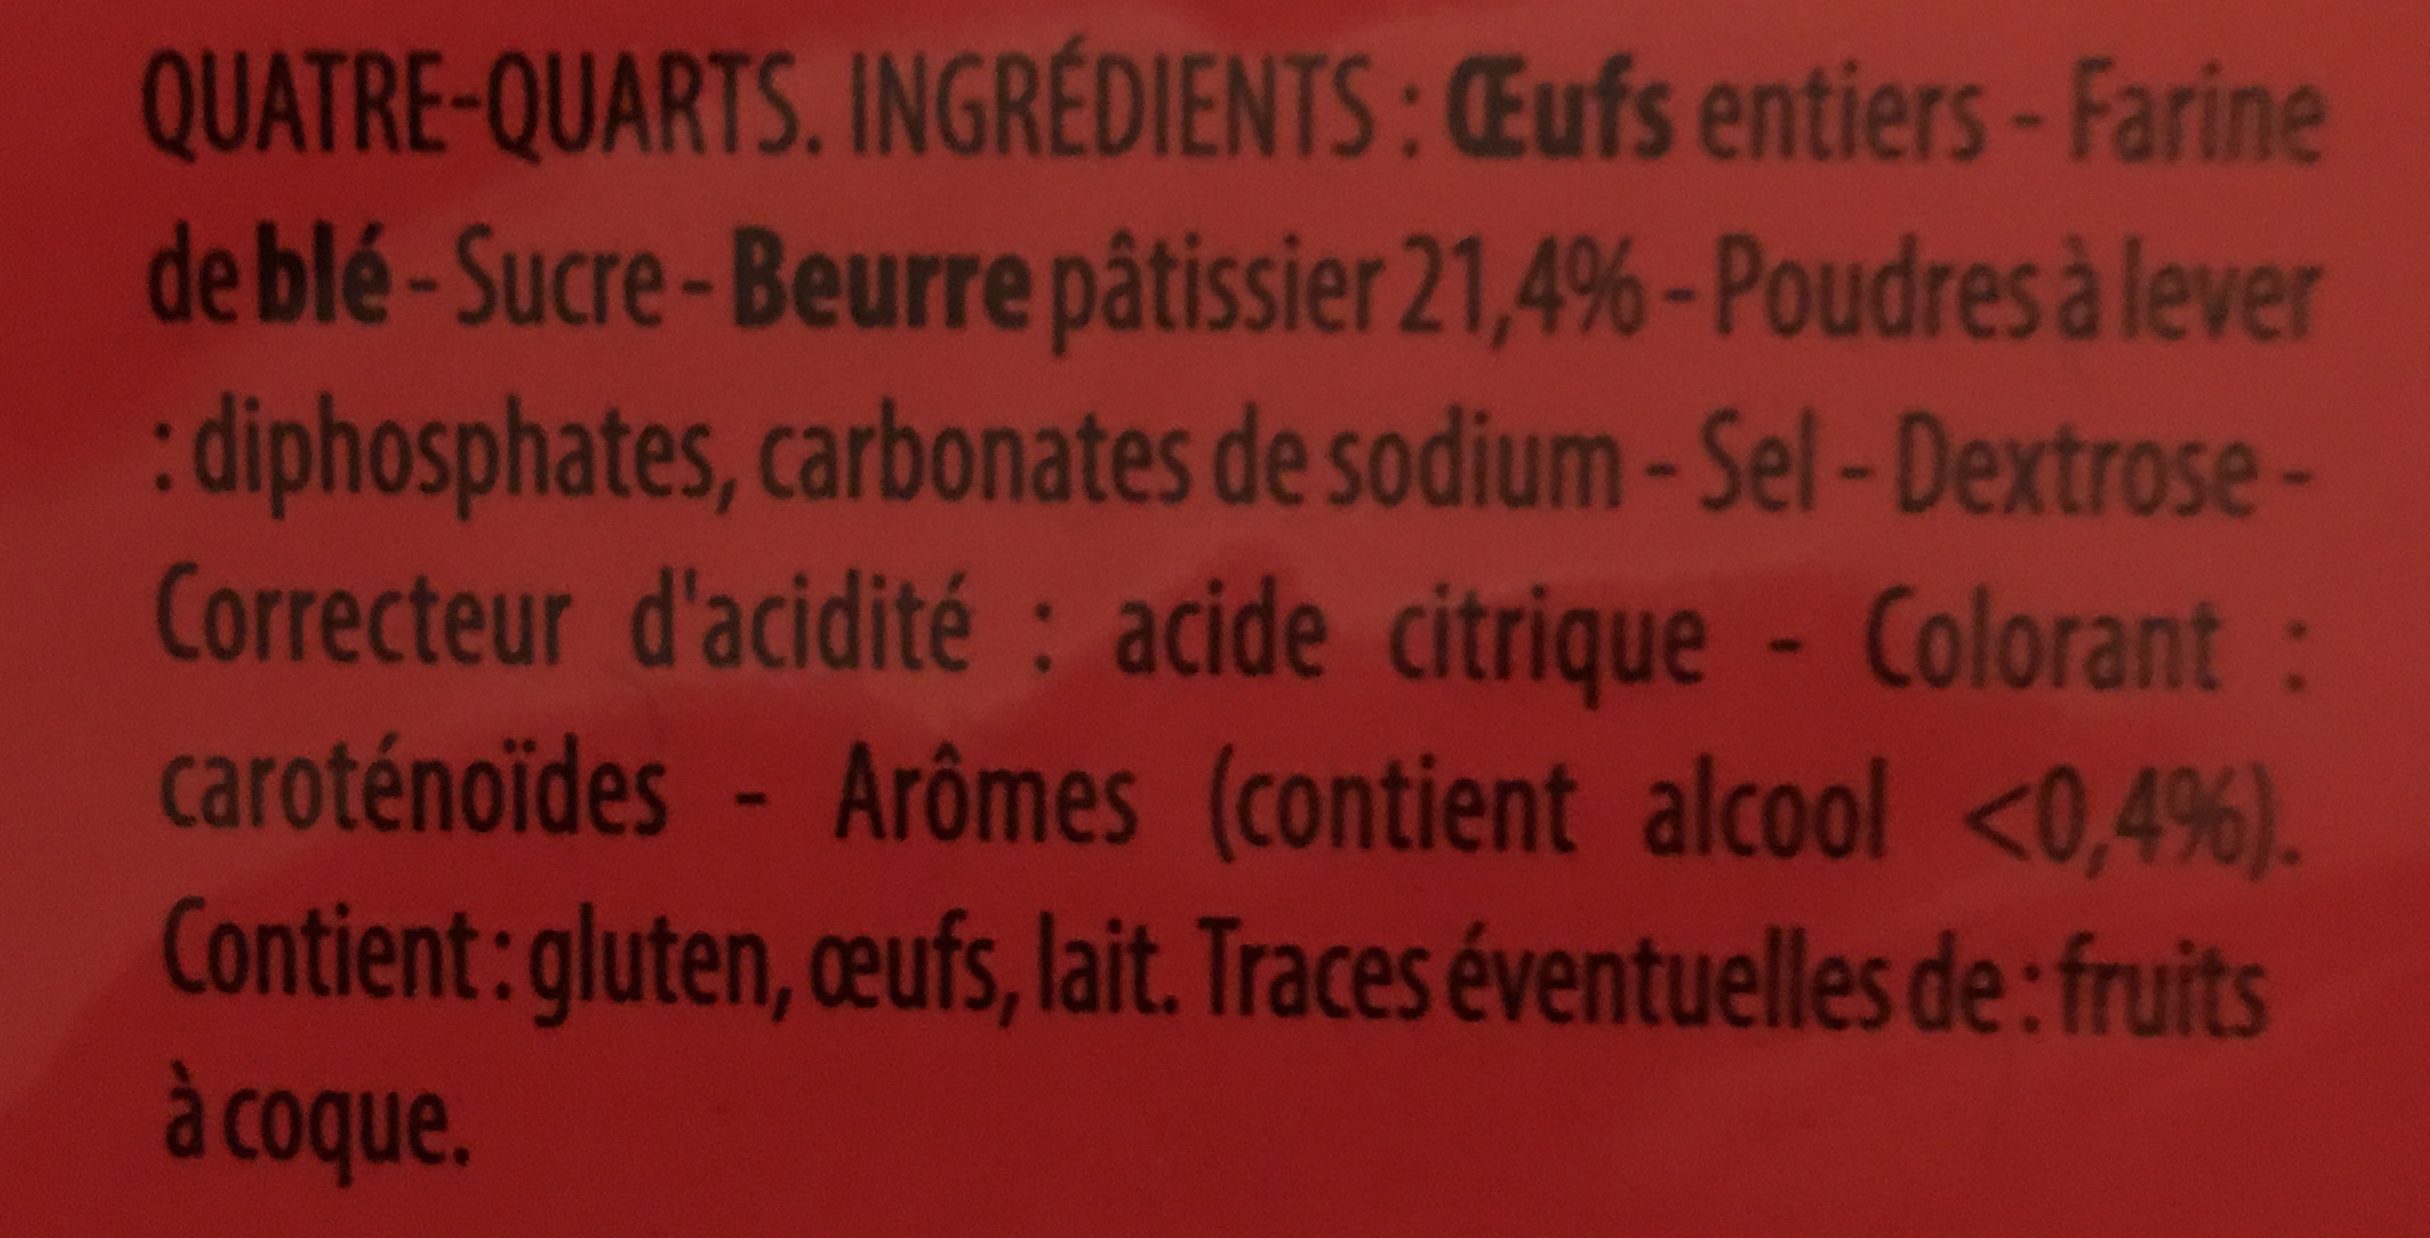 QUATRE-QUARTS. INGRÉDIENTS : Œufs entiers - Farine
de blé - Sucre - Beurre pâtissier 21,4% - Poudres à lever
: diphosphates, carbonates de sodium - Sel - Dextrose -
Correcteur d'acidité : acide citrique - Colorant :
caroténoïdes - Arômes (contient alcool <0,4%).
Contient : gluten, œufs, lait. Traces éventuelles de : fruits
à coque.